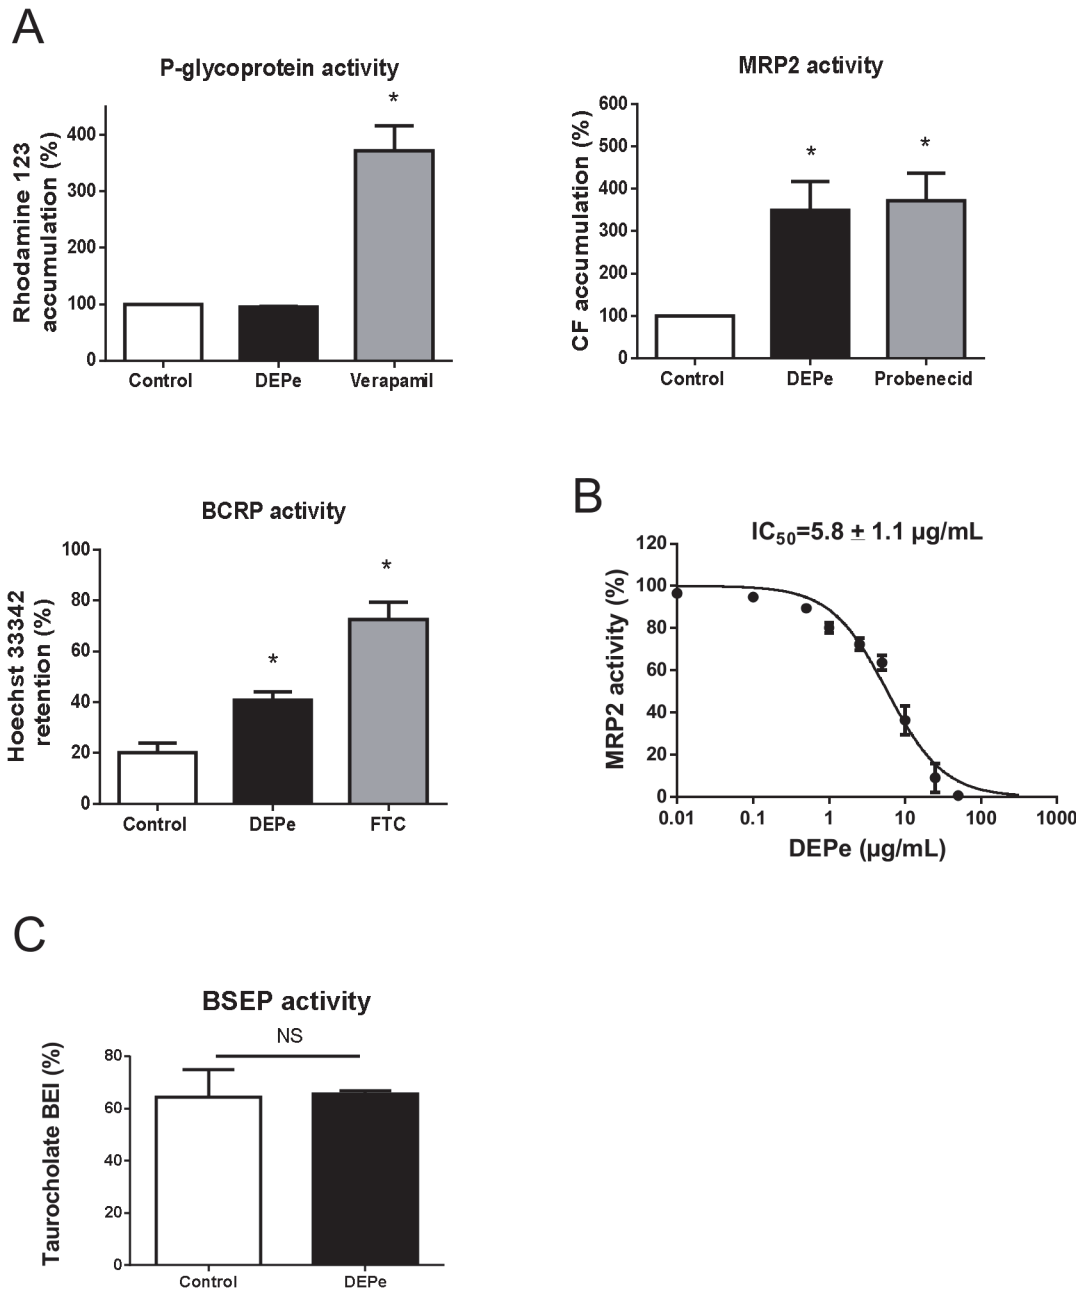 A
P-glycoprotein activity
Rhodamine 123
accumulation (%)
400
300
200
100
0
*
Control
DEPe
Verapamil
MRP2 activity
CF accumulation (%)
600
500
400
300
200
100
0
*
*
Control
DEPe
Probenecid
BCRP activity
Hoechst 33342
retention (%)
100
80
60
40
20
0
*
*
Control
DEPe
FTC
B
IC50=5.8 ± 1.1 µg/mL
MRP2 activity (%)
120
100
80
60
40
20
0
0.01
0.1
1
10
100
1000
DEPe (µg/mL)
C
BSEP activity
NS
Taurocholate BEI (%)
80
60
40
20
0
Control
DEPe